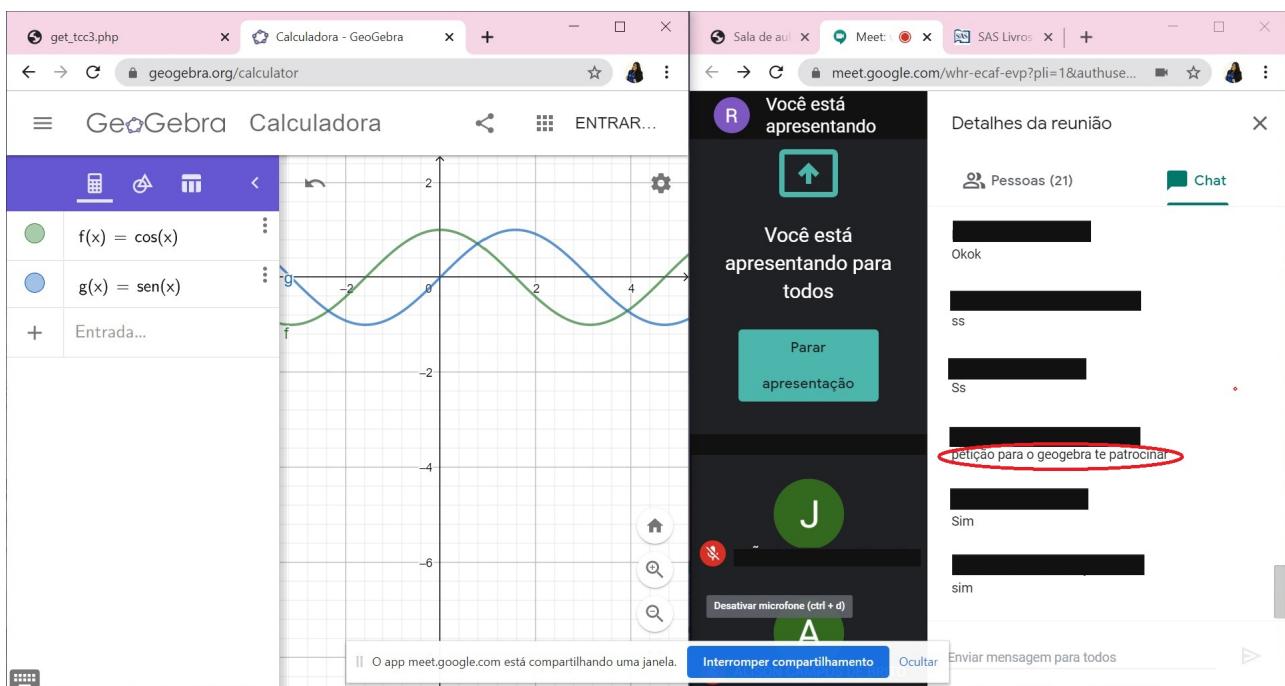 get_tcc3.php
Calculadora - GeoGebra
geogebra.org/calculator
GeoGebra Calculadora
ENTRAR...
f(x) = cos(x)
g(x) = sen(x)
Entrada...
2
-2
0
2
4
-2
-4
-6
g
f
O app meet.google.com está compartilhando uma janela.
Interromper compartilhamento
Ocultar
Sala de aul
Meet:
SAS Livros
meet.google.com/whr-ecaf-evp?pli=1&authuse...
R
Você está
apresentando
Você está
apresentando para
todos
Parar
apresentação
J
Desativar microfone (ctrl + d)
A
Detalhes da reunião
Pessoas (21)
Chat
Okok
ss
Ss
petição para o geogebra te patrocinar
Sim
sim
Enviar mensagem para todos